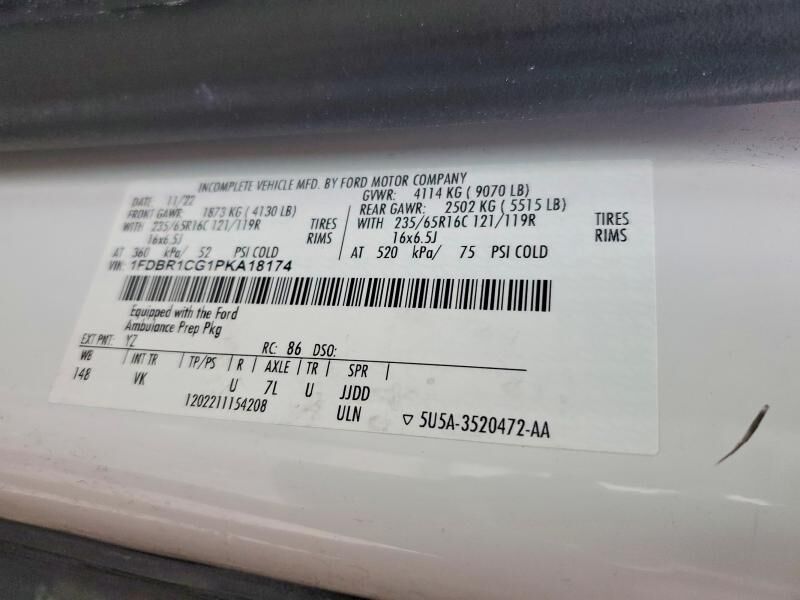 INCOMPLETE VEHICLE MFD. BY FORD MOTOR COMPANY
DATE 11/22 GVWR: 4114 KG ( 9070 LB)
FRONT GAWR: 1873 KG ( 4130 LB) REAR GAWR: 2502 KG ( 5515 LB)
WITH 235/65R16C 121/119R TIRES WITH 235/65R16C 121/119R TIRES
16x6.5J RIMS 16x6.5J RIMS
AT 360 kPa/ 52 PSI COLD AT 520 kPa/ 75 PSI COLD
VIN: 1FDBR1CG1PKA18174
Equipped with the Ford
Ambulance Prep Pkg
EXT PNT: YZ RC: 86 DSO:
WB INT TR TP/PS R AXLE TR SPR
148 VK U 7L U JJDD
1202211154208 ULN ▽ 5U5A-3520472-AA